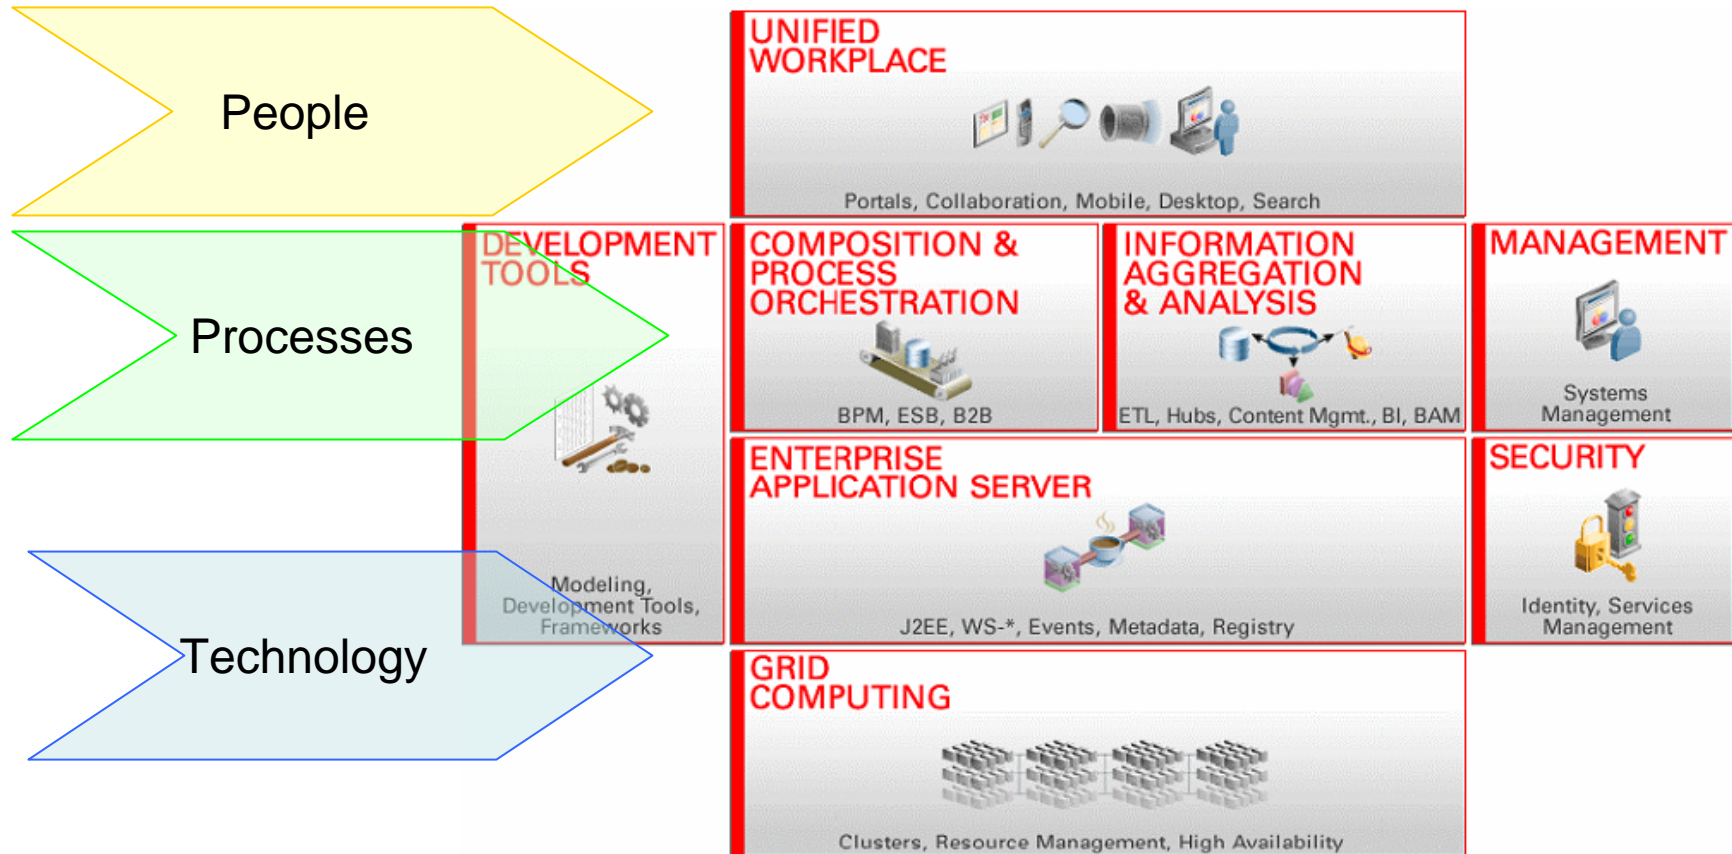 People
UNIFIED
WORKPLACE
Portals, Collaboration, Mobile, Desktop, Search
Processes
DEVELOPMENT
TOOLS
Modeling,
Development Tools,
Frameworks
COMPOSITION &
PROCESS
ORCHESTRATION
BPM, ESB, B2B
INFORMATION
AGGREGATION
& ANALYSIS
ETL, Hubs, Content Mgmt., BI, BAM
MANAGEMENT
Systems
Management
Technology
ENTERPRISE
APPLICATION SERVER
J2EE, WS-*, Events, Metadata, Registry
SECURITY
Identity, Services
Management
GRID
COMPUTING
Clusters, Resource Management, High Availability